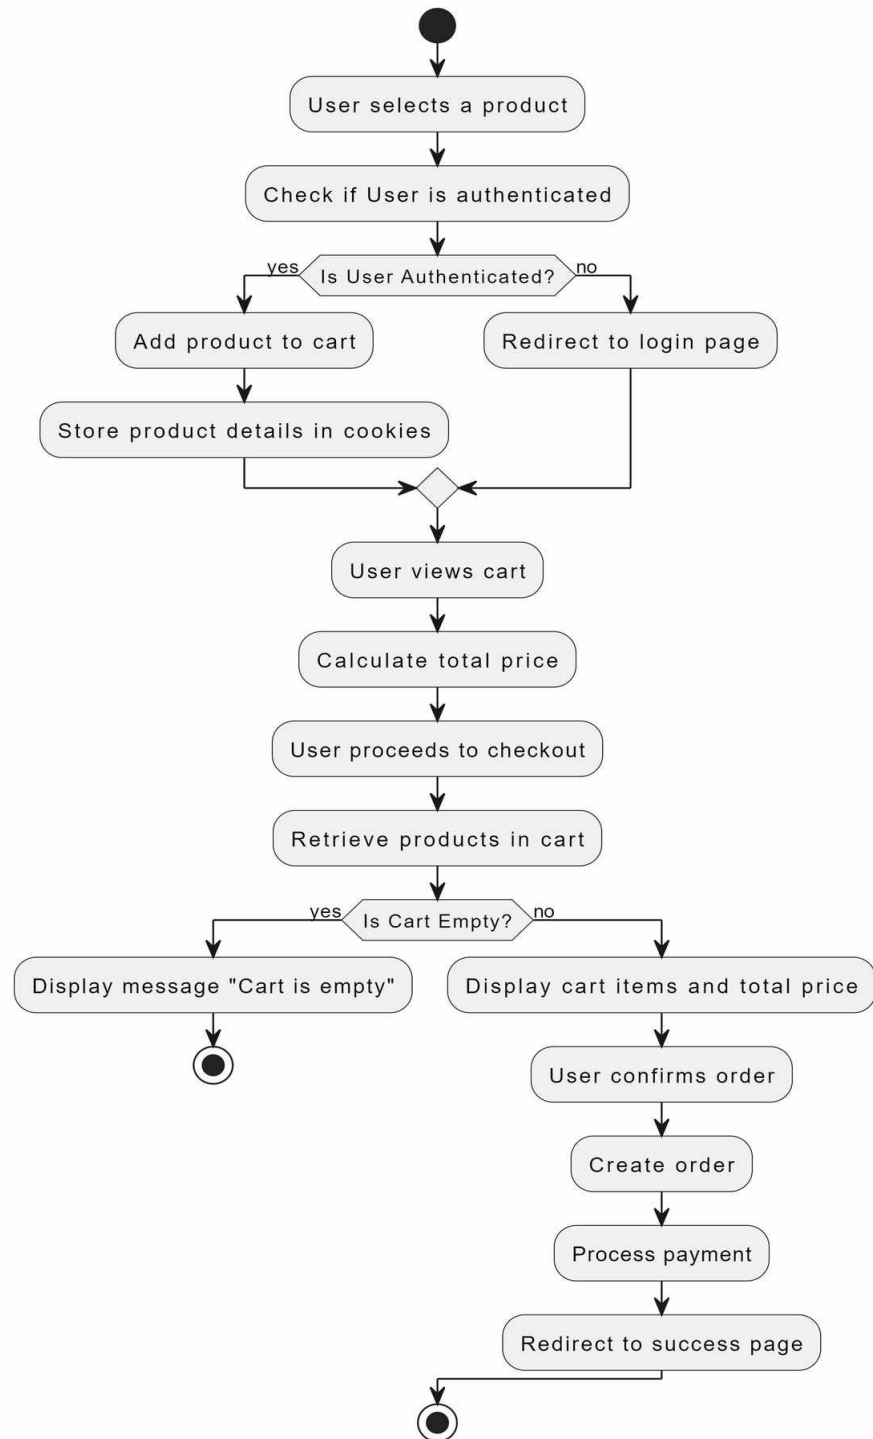 User selects a product
Check if User is authenticated
yes
Is User Authenticated?
no
Add product to cart
Redirect to login page
Store product details in cookies
User views cart
Calculate total price
User proceeds to checkout
Retrieve products in cart
yes
Is Cart Empty?
no
Display message "Cart is empty"
Display cart items and total price
User confirms order
Create order
Process payment
Redirect to success page